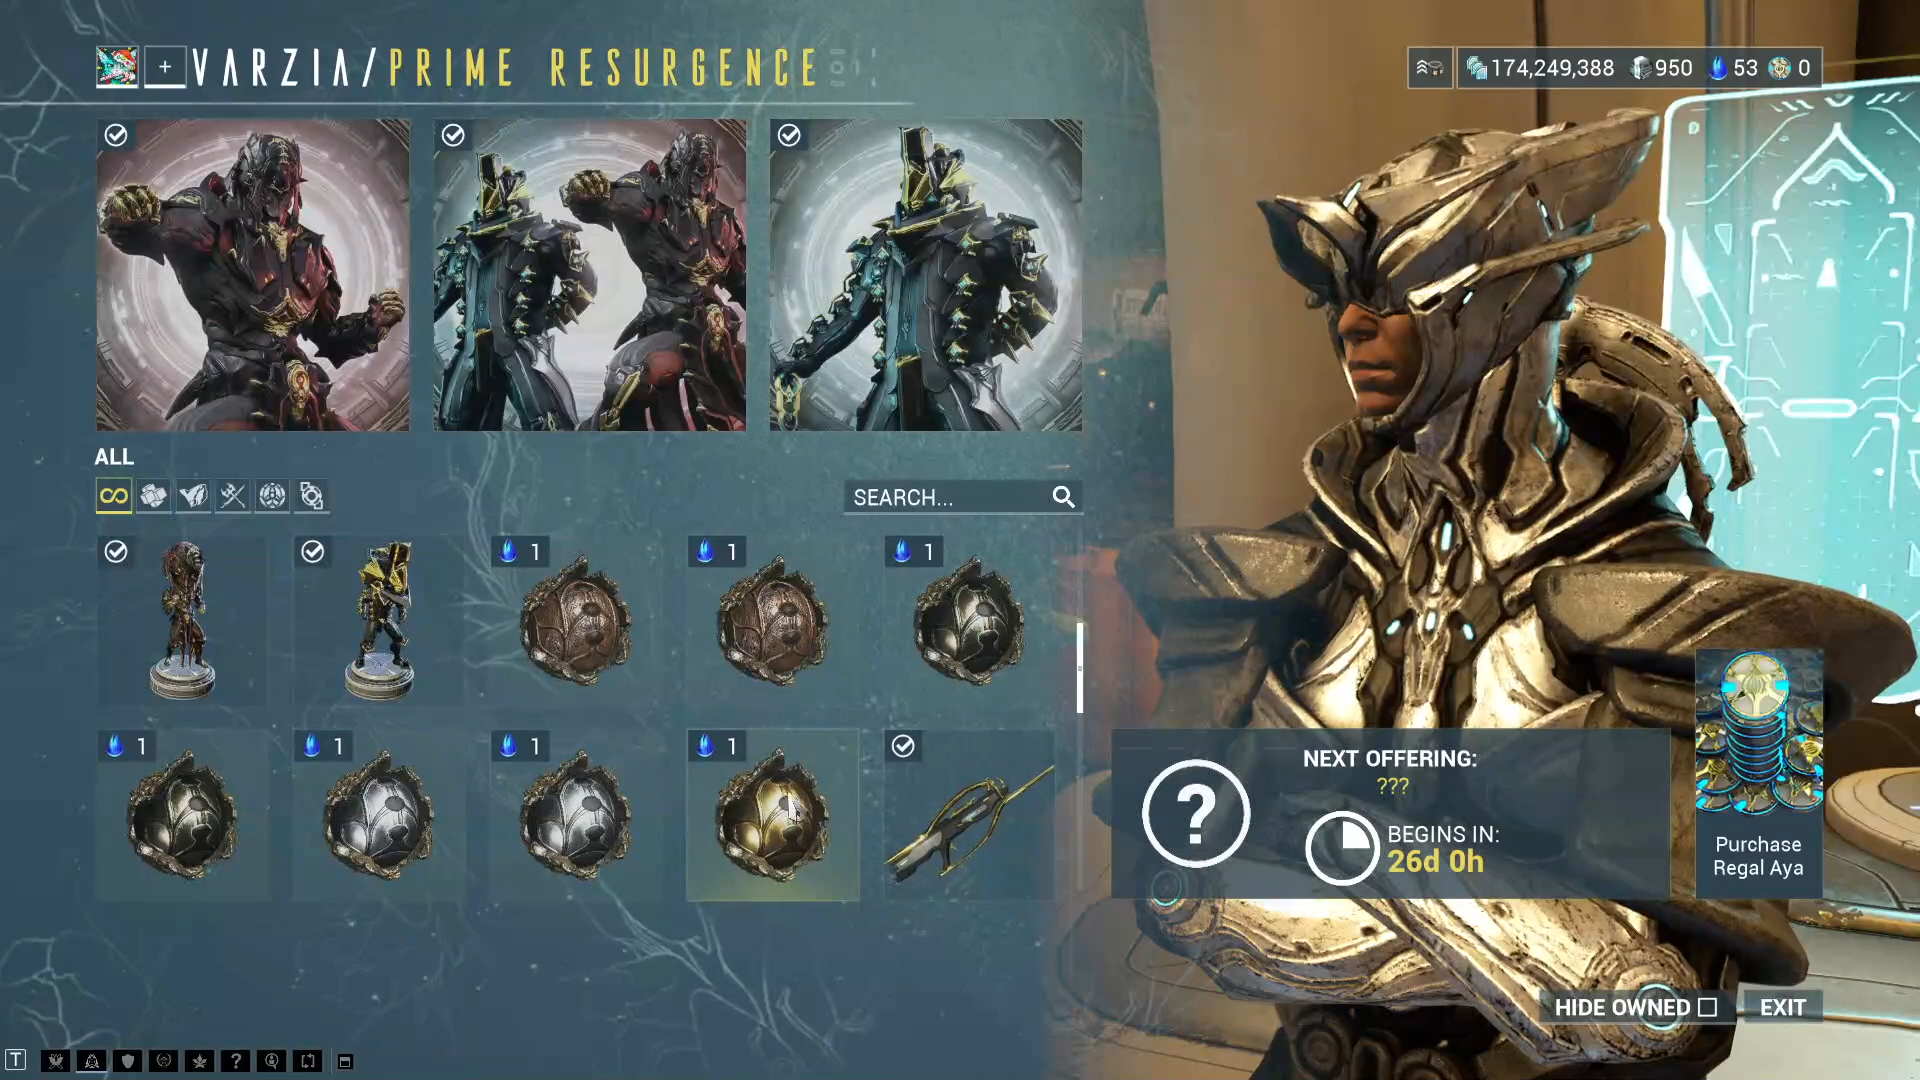 + VARZIA/PRIME RESURGENCE
174,249,388 950 53 0
ALL
SEARCH...
1 1 1
1 1 1 1
NEXT OFFERING:
???
?
BEGINS IN:
26d 0h
Purchase
Regal Aya
HIDE OWNED EXIT
T ?